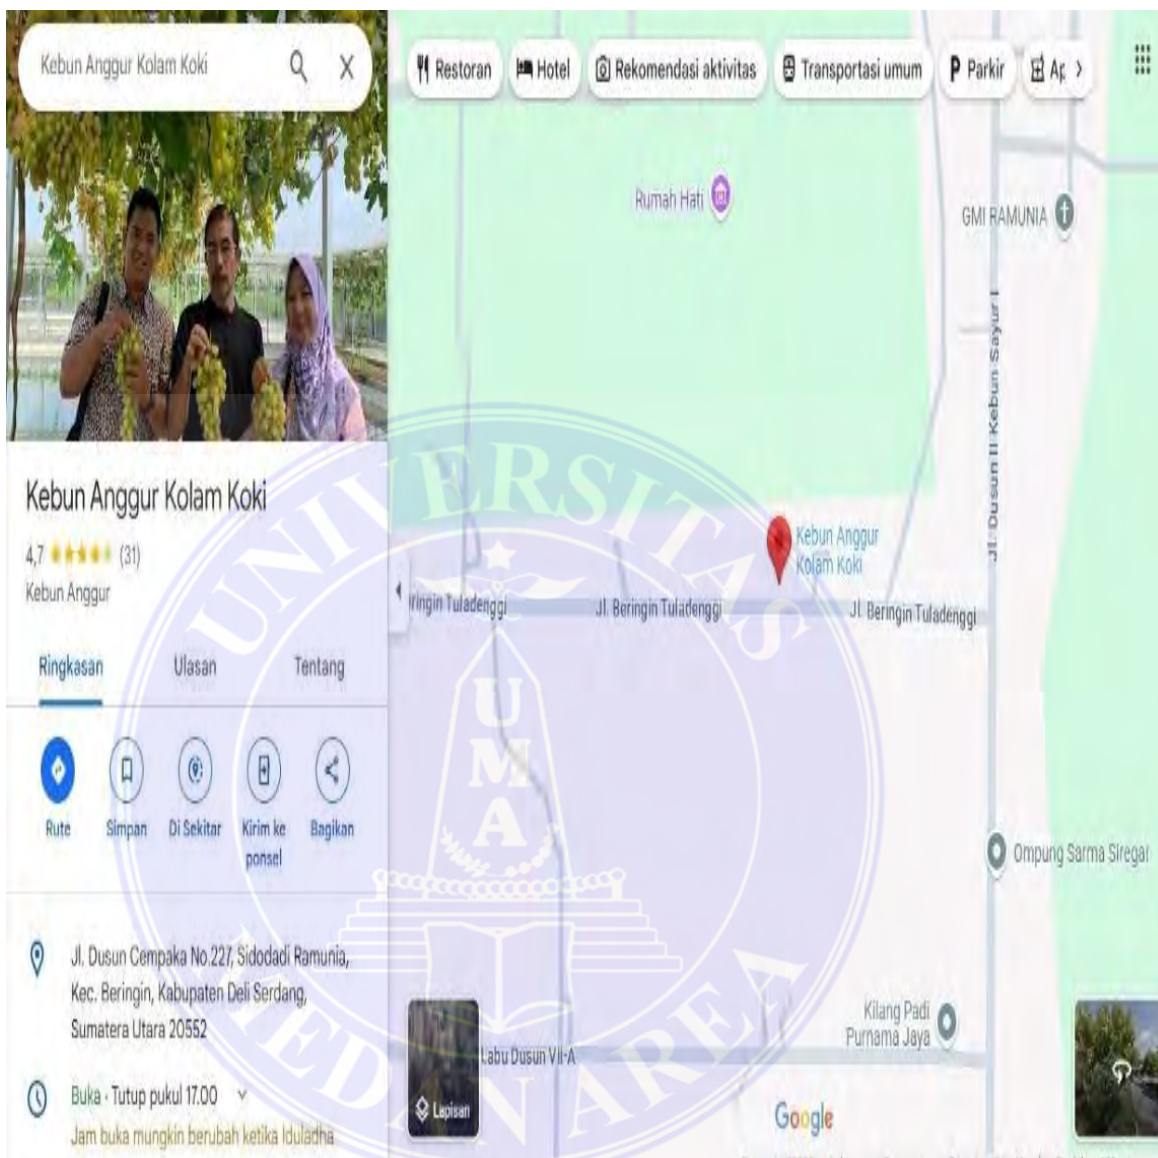 Kebun Anggur Kolam Koki
Restoran
Hotel
Rekomendasi aktivitas
Transportasi umum
P Parkir
Rumah Hati
GMI RAMUNIA
Jl. Dusun II Kebun Sayur I
Kebun Anggur Kolam Koki
4,7 (31)
Kebun Anggur
Ringkasan
Ulasan
Tentang
Rute
Simpan
Di Sekitar
Kirim ke
ponsel
Bagikan
Jl. Dusun Cempaka No.227, Sidodadi Ramunia,
Kec. Beringin, Kabupaten Deli Serdang,
Sumatera Utara 20552
Buka · Tutup pukul 17.00
Jam buka mungkin berubah ketika Iduladha
Kebun Anggur
Kolam Koki
ringin Tuladenggi
Jl. Beringin Tuladenggi
Jl. Beringin Tuladenggi
Ompung Sarma Siregar
Kilang Padi
Purnama Jaya
Labu Dusun VII-A
Lapisan
Google
UNIVERSITAS
MEDAN AREA
UMA